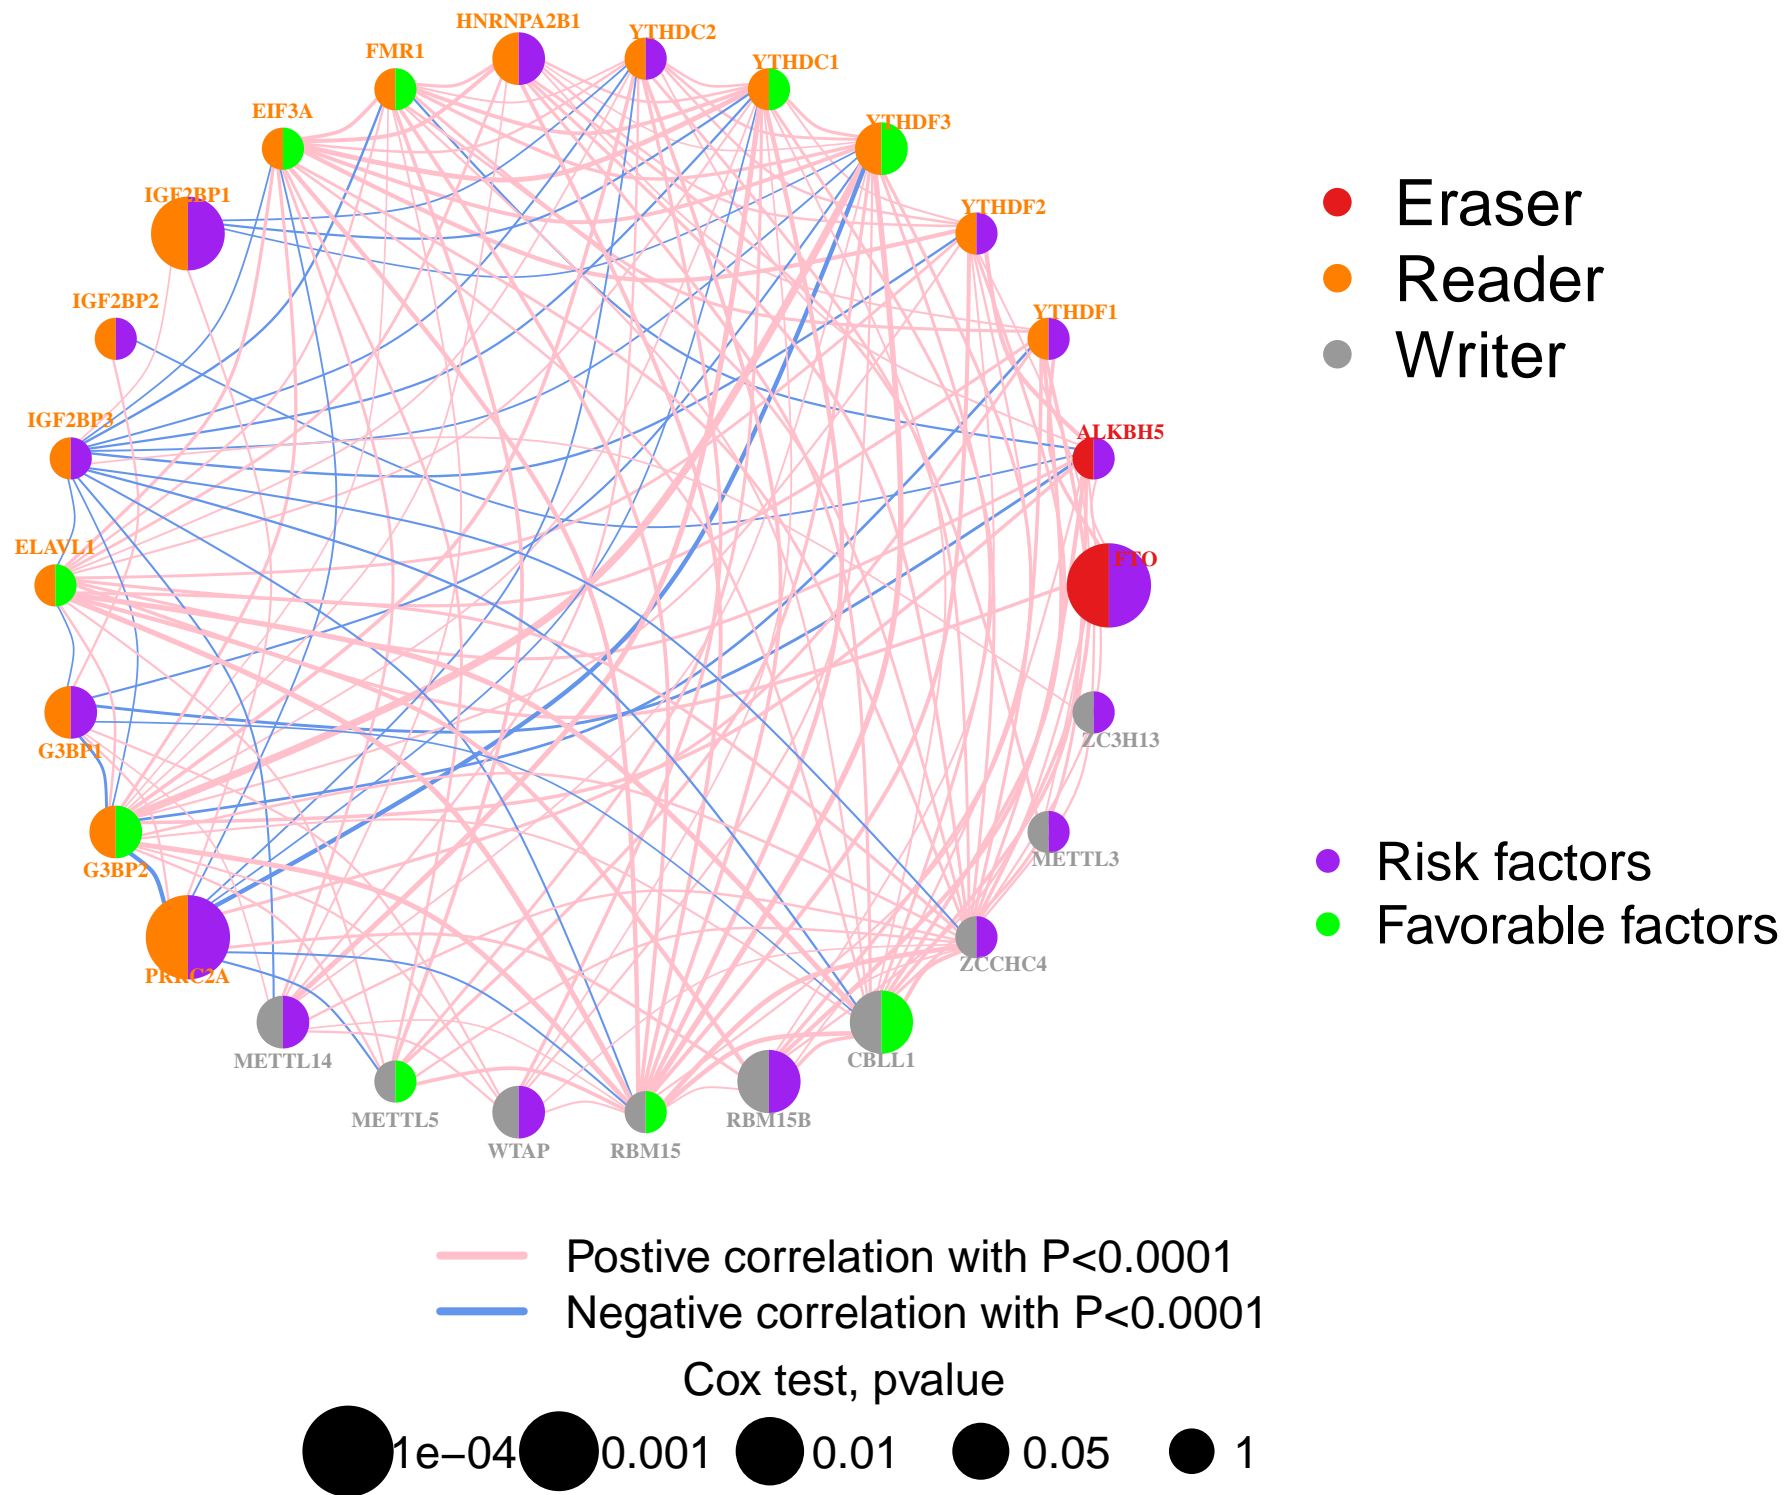 HNRNPA2B1
YTHDC2
FMR1
YTHDC1
EIF3A
YTHDF3
IGF2BP1
YTHDF2
IGF2BP2
YTHDF1
IGF2BP3
ALKBH5
ELAVL1
FTO
G3BP1
ZC3H13
G3BP2
METTL3
PRRC2A
ZCCHC4
METTL14
CBLL1
METTL5
RBM15B
WTAP
RBM15
Eraser
Reader
Writer
Risk factors
Favorable factors
Postive correlation with P<0.0001
Negative correlation with P<0.0001
Cox test, pvalue
1e−04 0.001 0.01 0.05 1